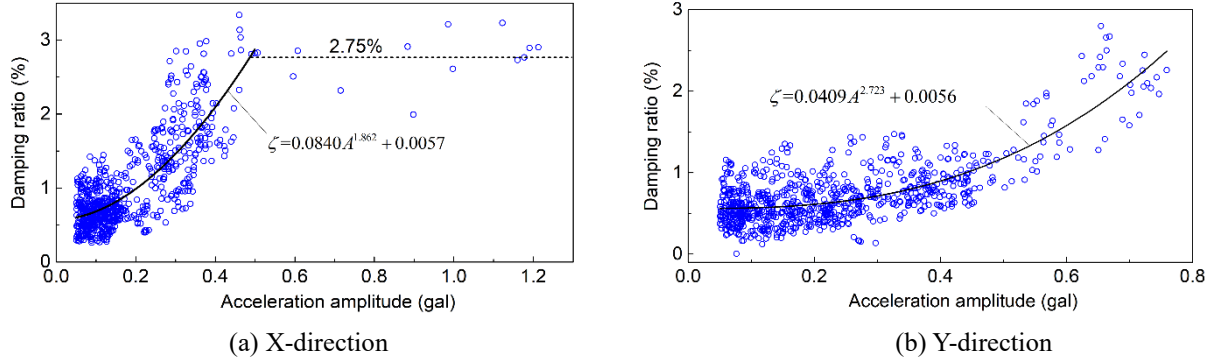 Damping ratio (%)
3
2
1
0
2.75%
ζ=0.0840A^1.862+0.0057
0.0 0.2 0.4 0.6 0.8 1.0 1.2
Acceleration amplitude (gal)
(a) X-direction
Damping ratio (%)
3
2
1
0
ζ=0.0409A^2.723+0.0056
0.0 0.2 0.4 0.6 0.8
Acceleration amplitude (gal)
(b) Y-direction